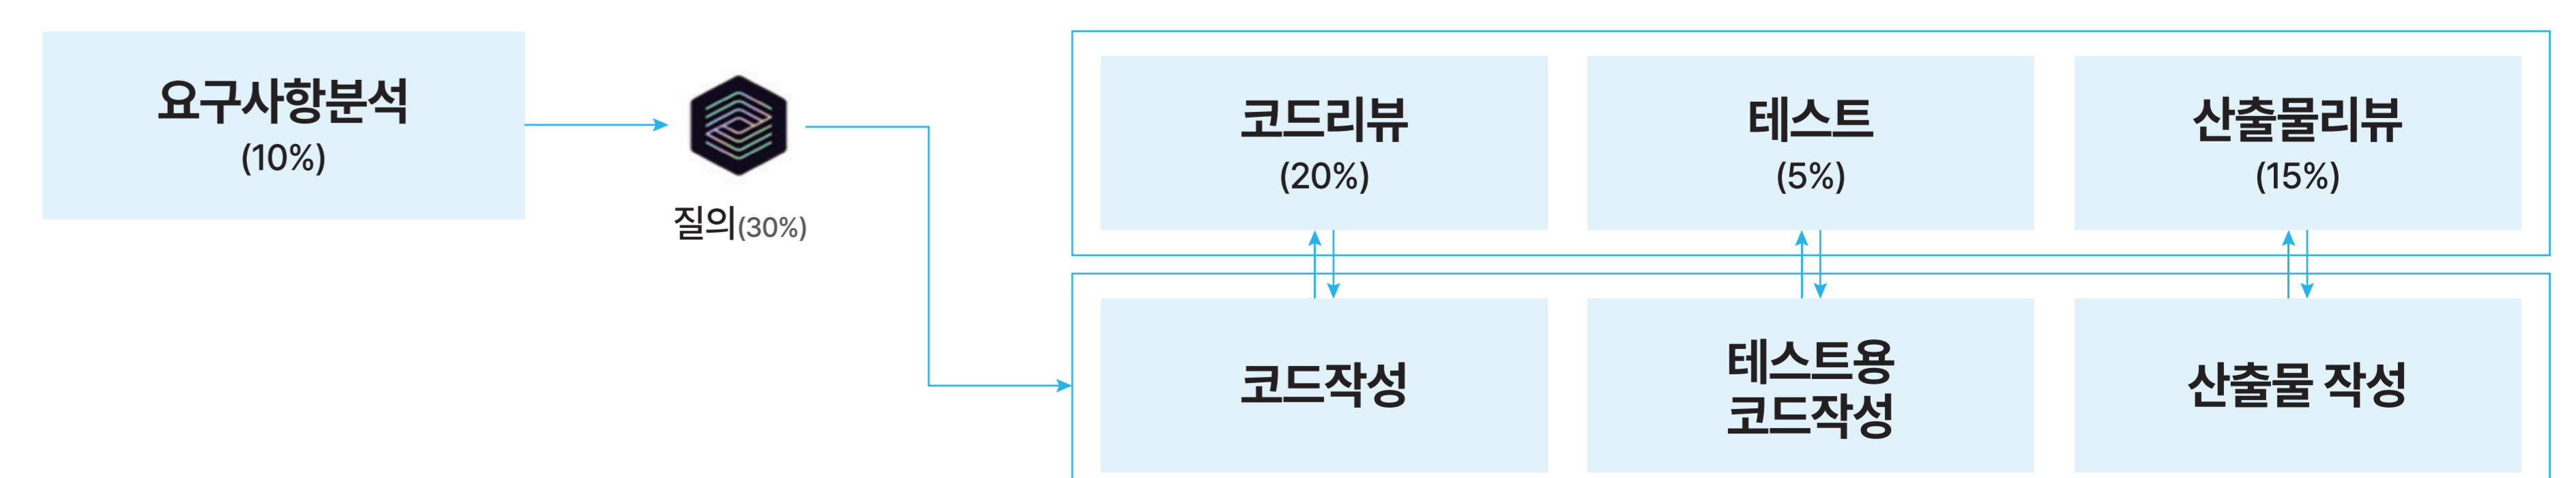 요구사항분석
(10%)
질의(30%)
코드리뷰
(20%)
테스트
(5%)
산출물리뷰
(15%)
코드작성
테스트용
코드작성
산출물 작성